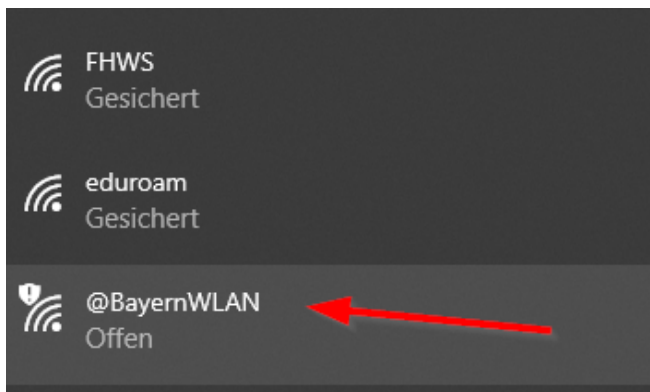 FHWS
Gesichert
eduroam
Gesichert
@BayernWLAN
Offen